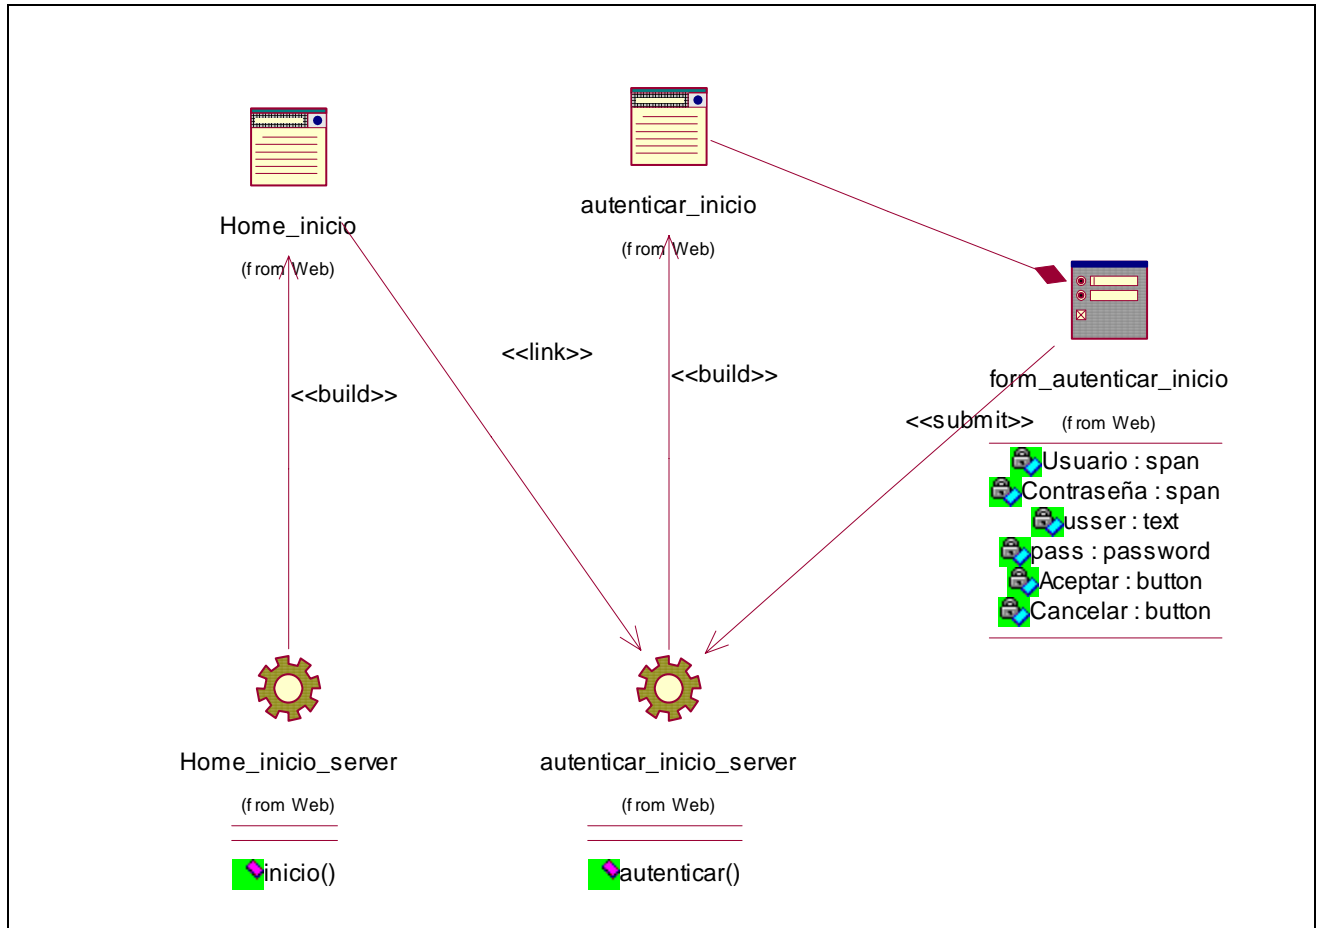 Home_inicio
(from Web)
autenticar_inicio
(from Web)
<<link>>
<<build>>
<<build>>
form_autenticar_inicio
(from Web)
<<submit>>
Usuario : span
Contraseña : span
usser : text
pass : password
Aceptar : button
Cancelar : button
Home_inicio_server
(from Web)
inicio()
autenticar_inicio_server
(from Web)
autenticar()